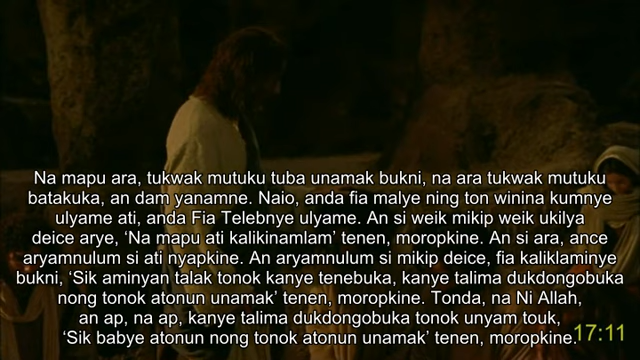 Na mapu ara, tukwak mutuku tuba unamak bukni, na ara tukwak mutuku
batakuka, an dam yanamne. Naio, anda fia malye ning ton winina kumnye
ulyame ati, anda Fia Telebnye ulyame. An si weik mikip weik ukilya
deice arye, ‘Na mapu ati kalikinamlam’ tenen, moropkine. An si ara, ance
aryamnulum si ati nyapkine. An aryamnulum si mikip deice, fia kaliklaminye
bukni, ‘Sik aminyan talak tonok kanye tenebuka, kanye talima dukdongobuka
nong tonok atonun unamak’ tenen, moropkine. Tonda, na Ni Allah,
an ap, na ap, kanye talima dukdongobuka tonok unyam touk,
‘Sik babye atonun nong tonok atonun unamak’ tenen, moropkine.
17:11